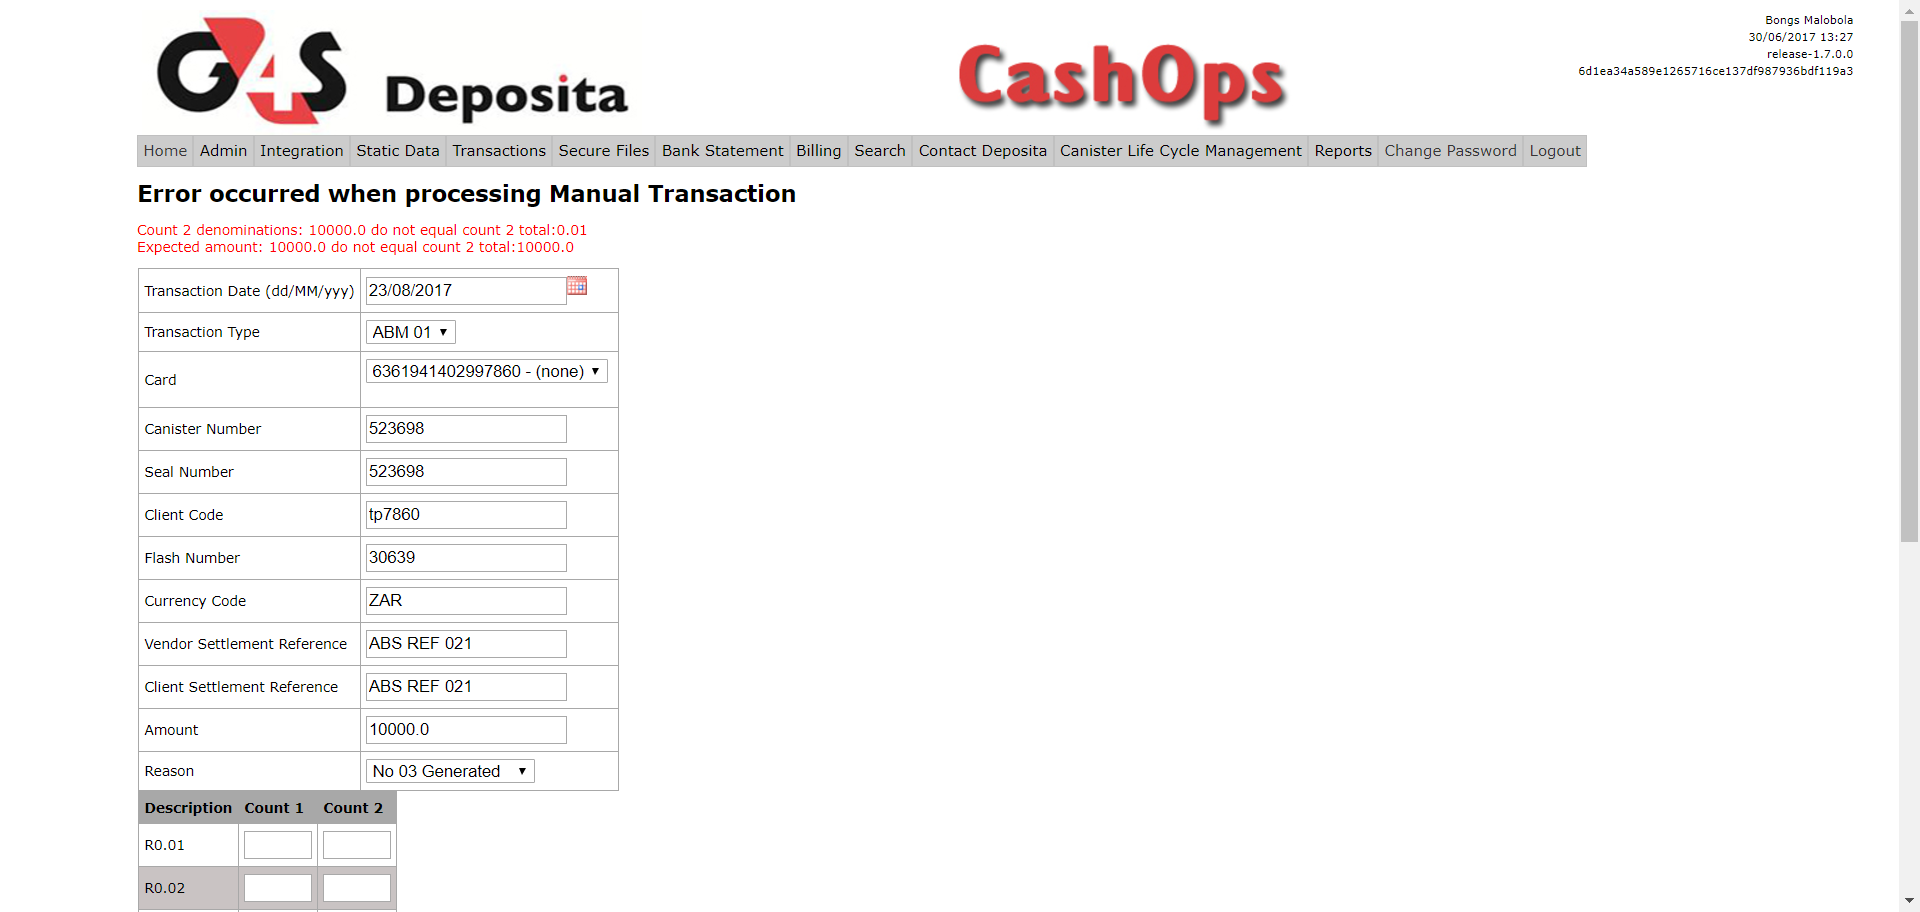 G4S Deposita
CashOps
Bongs Malobola
30/06/2017 13:27
release-1.7.0.0
6d1ea34a589e1265716ce137df987936bdf119a3
Home Admin Integration Static Data Transactions Secure Files Bank Statement Billing Search Contact Deposita Canister Life Cycle Management Reports Change Password Logout
Error occurred when processing Manual Transaction
Count 2 denominations: 10000.0 do not equal count 2 total:0.01
Expected amount: 10000.0 do not equal count 2 total:10000.0
Transaction Date (dd/MM/yyy) 23/08/2017
Transaction Type ABM 01
Card 6361941402997860 - (none)
Canister Number 523698
Seal Number 523698
Client Code tp7860
Flash Number 30639
Currency Code ZAR
Vendor Settlement Reference ABS REF 021
Client Settlement Reference ABS REF 021
Amount 10000.0
Reason No 03 Generated
Description Count 1 Count 2
R0.01
R0.02